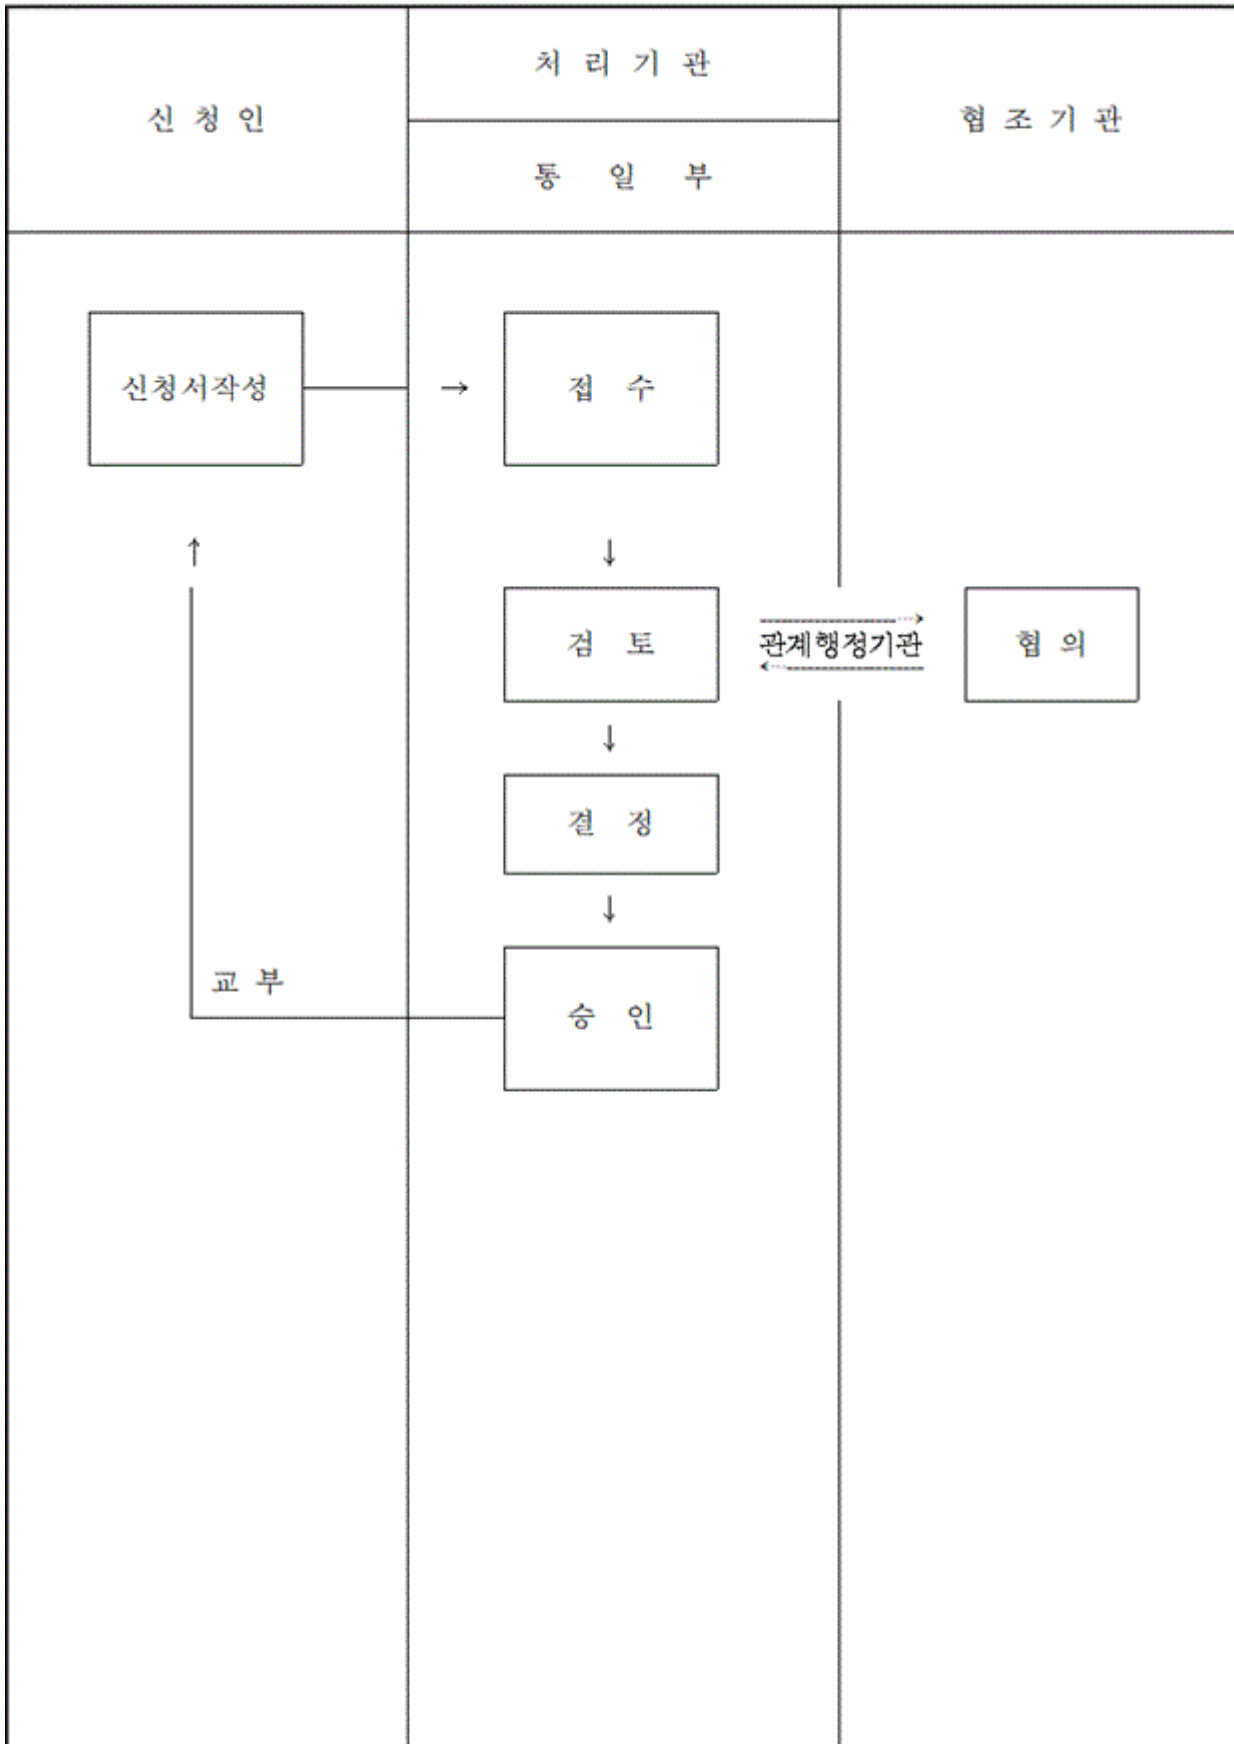 신 청 인
처 리 기 관
통 일 부
협 조 기 관
신청서작성
→
접 수
↑
↓
검 토
관계행정기관
협 의
↓
결 정
↓
교 부
승 인